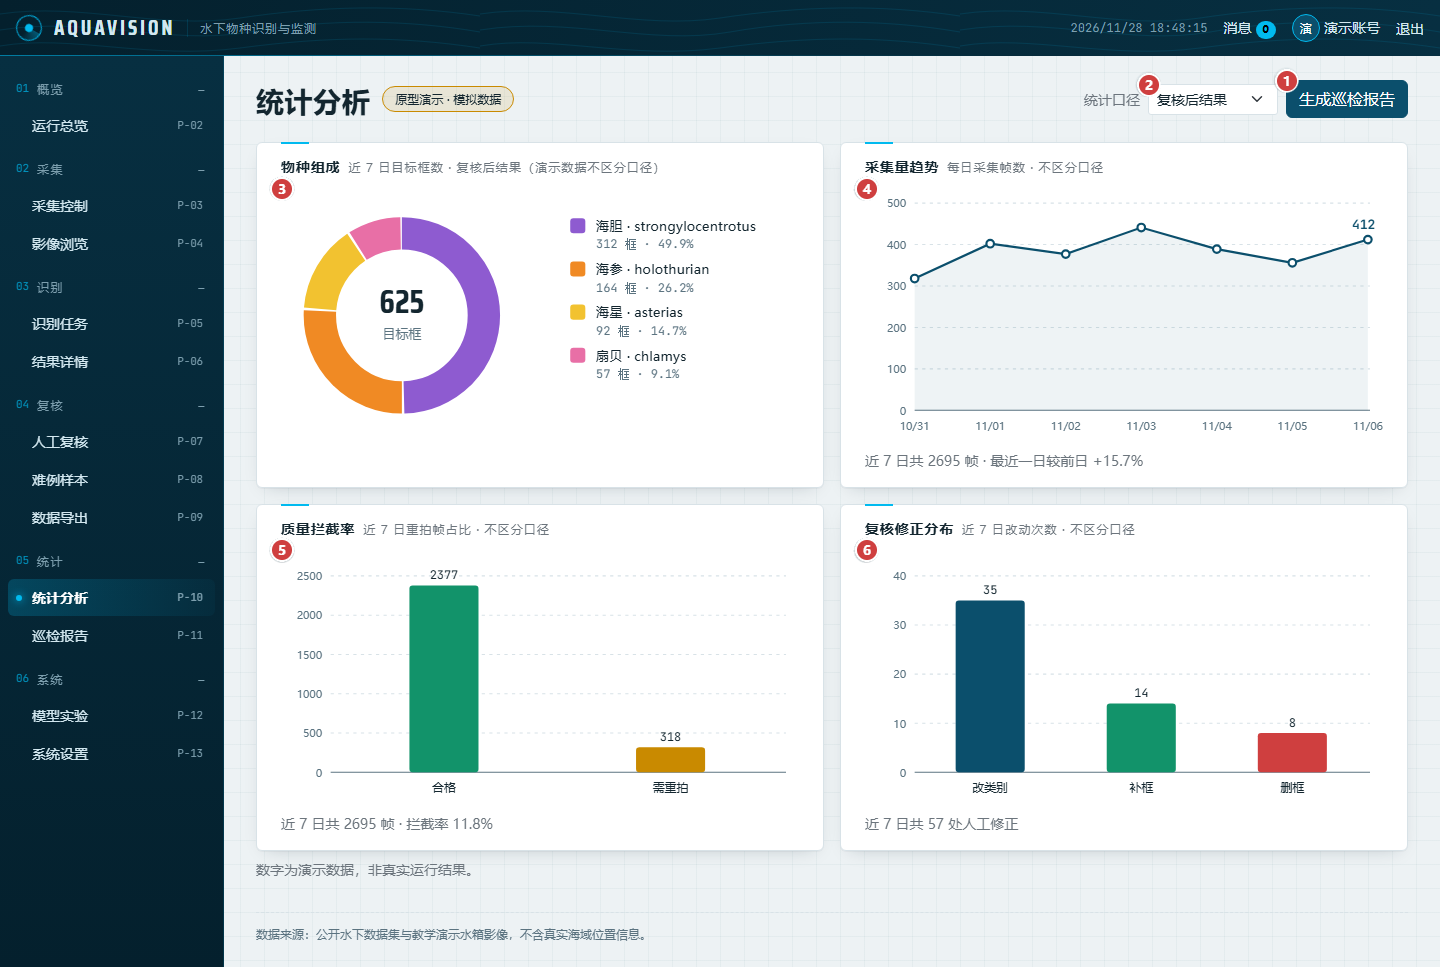 AQUAVISION 水下物种识别与监测 2026/11/28 18:48:15 消息 0 演 演示账号 退出
01 概览 –
运行总览 P-02
02 采集 –
采集控制 P-03
影像浏览 P-04
03 识别 –
识别任务 P-05
结果详情 P-06
04 复核 –
人工复核 P-07
难例样本 P-08
数据导出 P-09
05 统计 –
统计分析 P-10
巡检报告 P-11
06 系统 –
模型实验 P-12
系统设置 P-13
统计分析 原型演示 · 模拟数据 统计口径 2 复核后结果 1 生成巡检报告
物种组成 近 7 日目标框数 · 复核后结果（演示数据不区分口径）
3
625
目标框
海胆 · strongylocentrotus
312 框 · 49.9%
海参 · holothurian
164 框 · 26.2%
海星 · asterias
92 框 · 14.7%
扇贝 · chlamys
57 框 · 9.1%
采集量趋势 每日采集帧数 · 不区分口径
4
500
400
300
200
100
0
412
10/31 11/01 11/02 11/03 11/04 11/05 11/06
近 7 日共 2695 帧 · 最近一日较前日 +15.7%
质量拦截率 近 7 日重拍帧占比 · 不区分口径
5
2500
2000
1500
1000
500
0
2377
318
合格 需重拍
近 7 日共 2695 帧 · 拦截率 11.8%
复核修正分布 近 7 日改动次数 · 不区分口径
6
40
30
20
10
0
35
14
8
改类别 补框 删框
近 7 日共 57 处人工修正
数字为演示数据，非真实运行结果。
数据来源：公开水下数据集与教学演示水箱影像，不含真实海域位置信息。